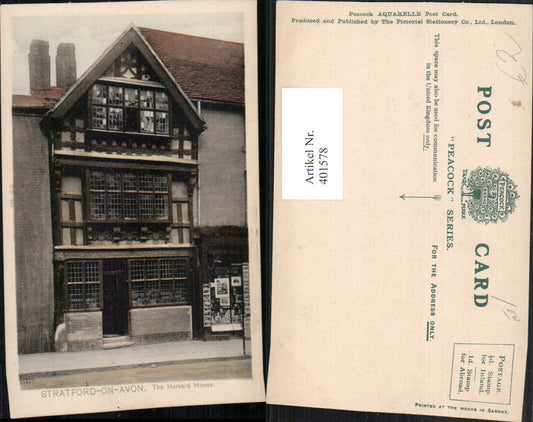 STRATFORD-ON-AVON. The Harvard House.
Peacock AQUARELLE Post Card.
Produced and Published by The Pictorial Stationery Co., Ltd., London.
This space may also be used for communication
in the United Kingdom only.
"PEACOCK" SERIES.
POST CARD
TRADE MARK
FOR THE ADDRESS ONLY.
Artikel Nr.
401578
POSTAGE.
½d. Stamp
for Inland.
1d. Stamp
for Abroad.
PRINTED AT THE WORKS IN SAXONY.